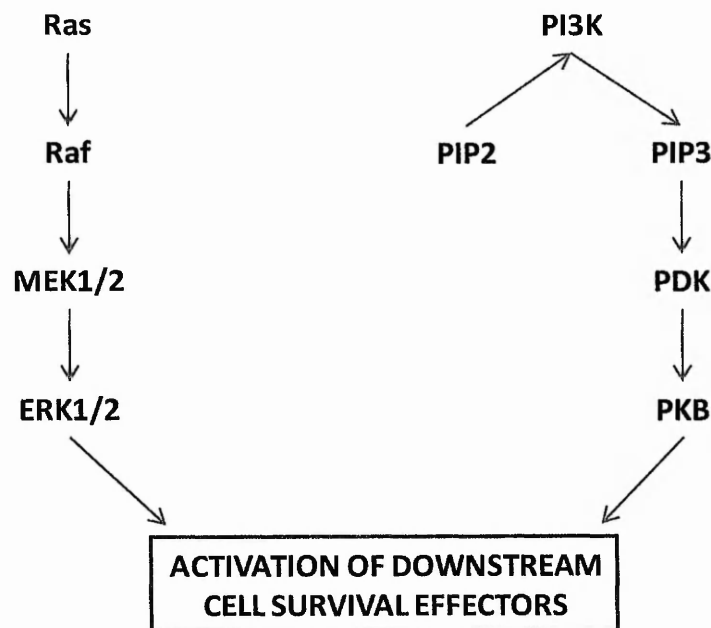 Ras
PI3K
Raf
PIP2
PIP3
MEK1/2
PDK
ERK1/2
PKB
ACTIVATION OF DOWNSTREAM
CELL SURVIVAL EFFECTORS